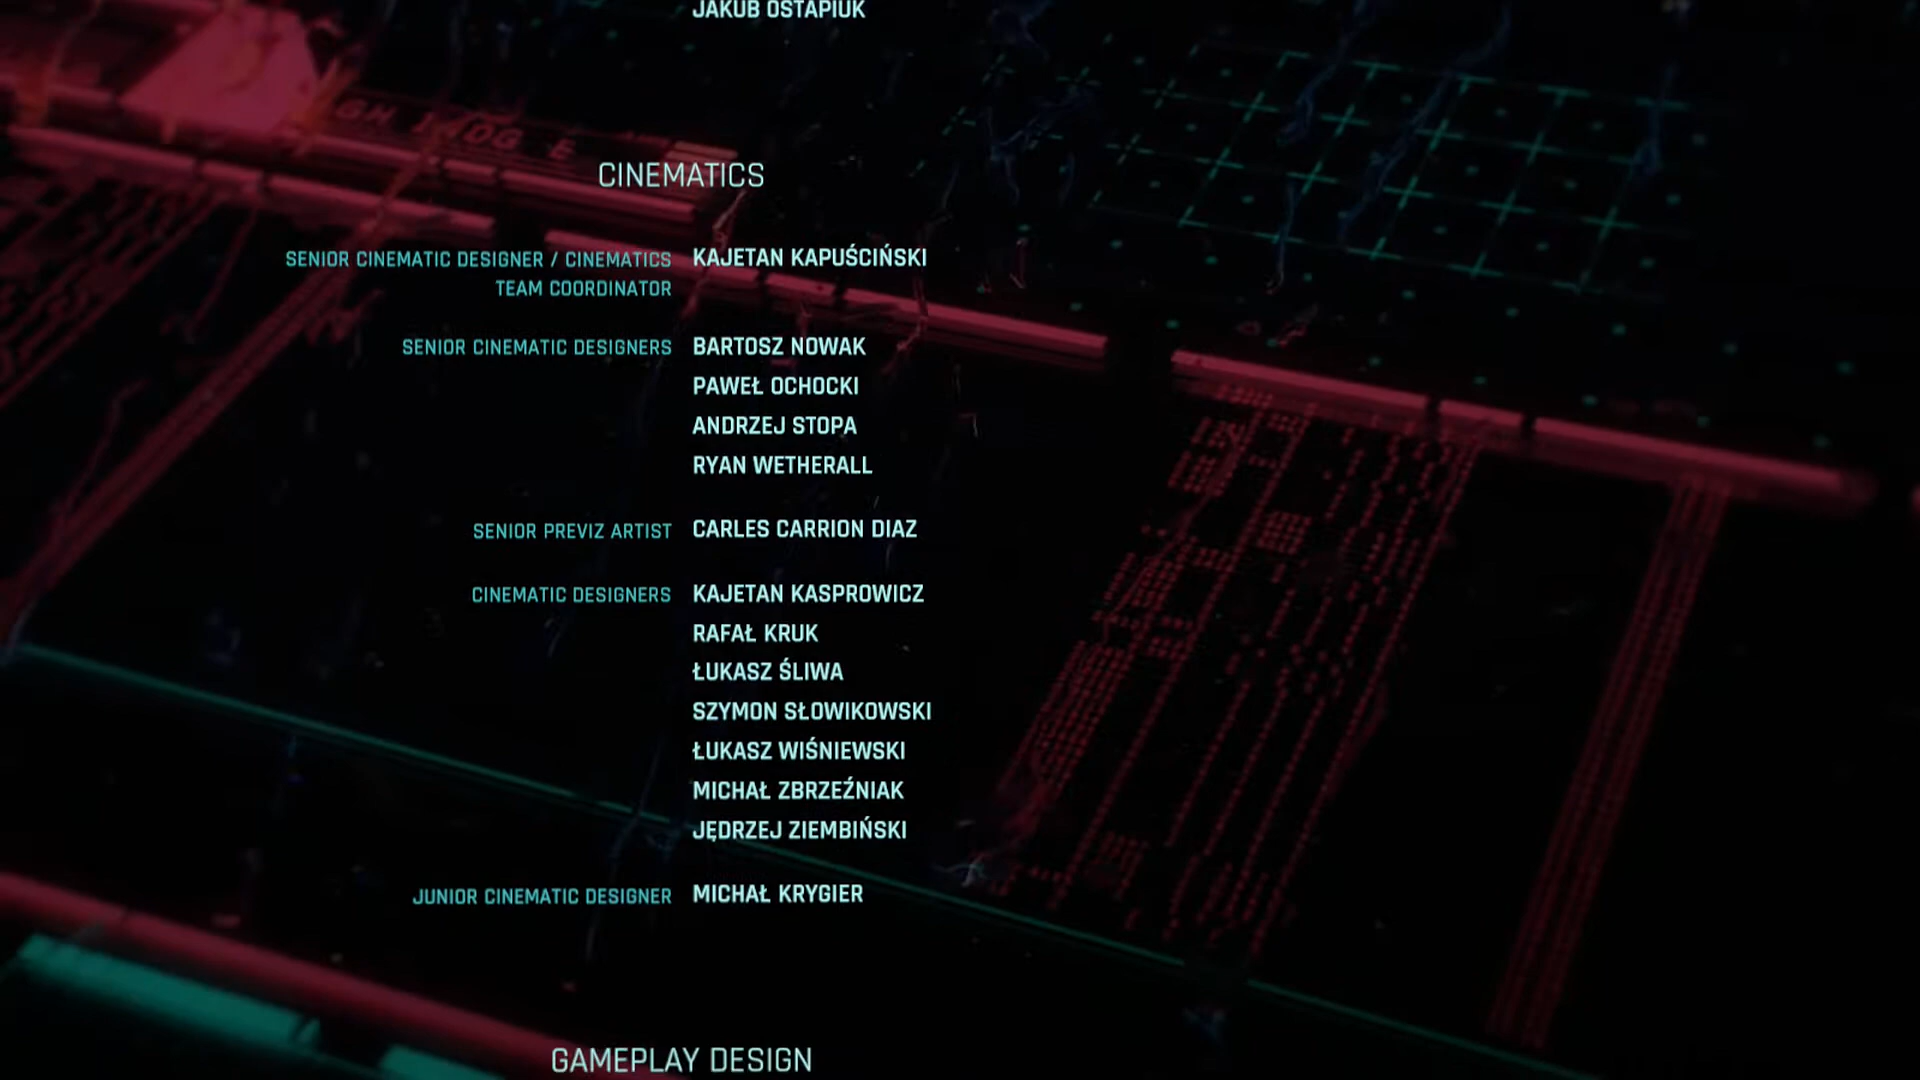 JAKUB OSTAPIUK
CINEMATICS
SENIOR CINEMATIC DESIGNER / CINEMATICS KAJETAN KAPUŚCIŃSKI
TEAM COORDINATOR
SENIOR CINEMATIC DESIGNERS BARTOSZ NOWAK
PAWEŁ OCHOCKI
ANDRZEJ STOPA
RYAN WETHERALL
SENIOR PREVIZ ARTIST CARLES CARRION DIAZ
CINEMATIC DESIGNERS KAJETAN KASPROWICZ
RAFAŁ KRUK
ŁUKASZ ŚLIWA
SZYMON SŁOWIKOWSKI
ŁUKASZ WIŚNIEWSKI
MICHAŁ ZBRZEŹNIAK
JĘDRZEJ ZIEMBIŃSKI
JUNIOR CINEMATIC DESIGNER MICHAŁ KRYGIER
GAMEPLAY DESIGN